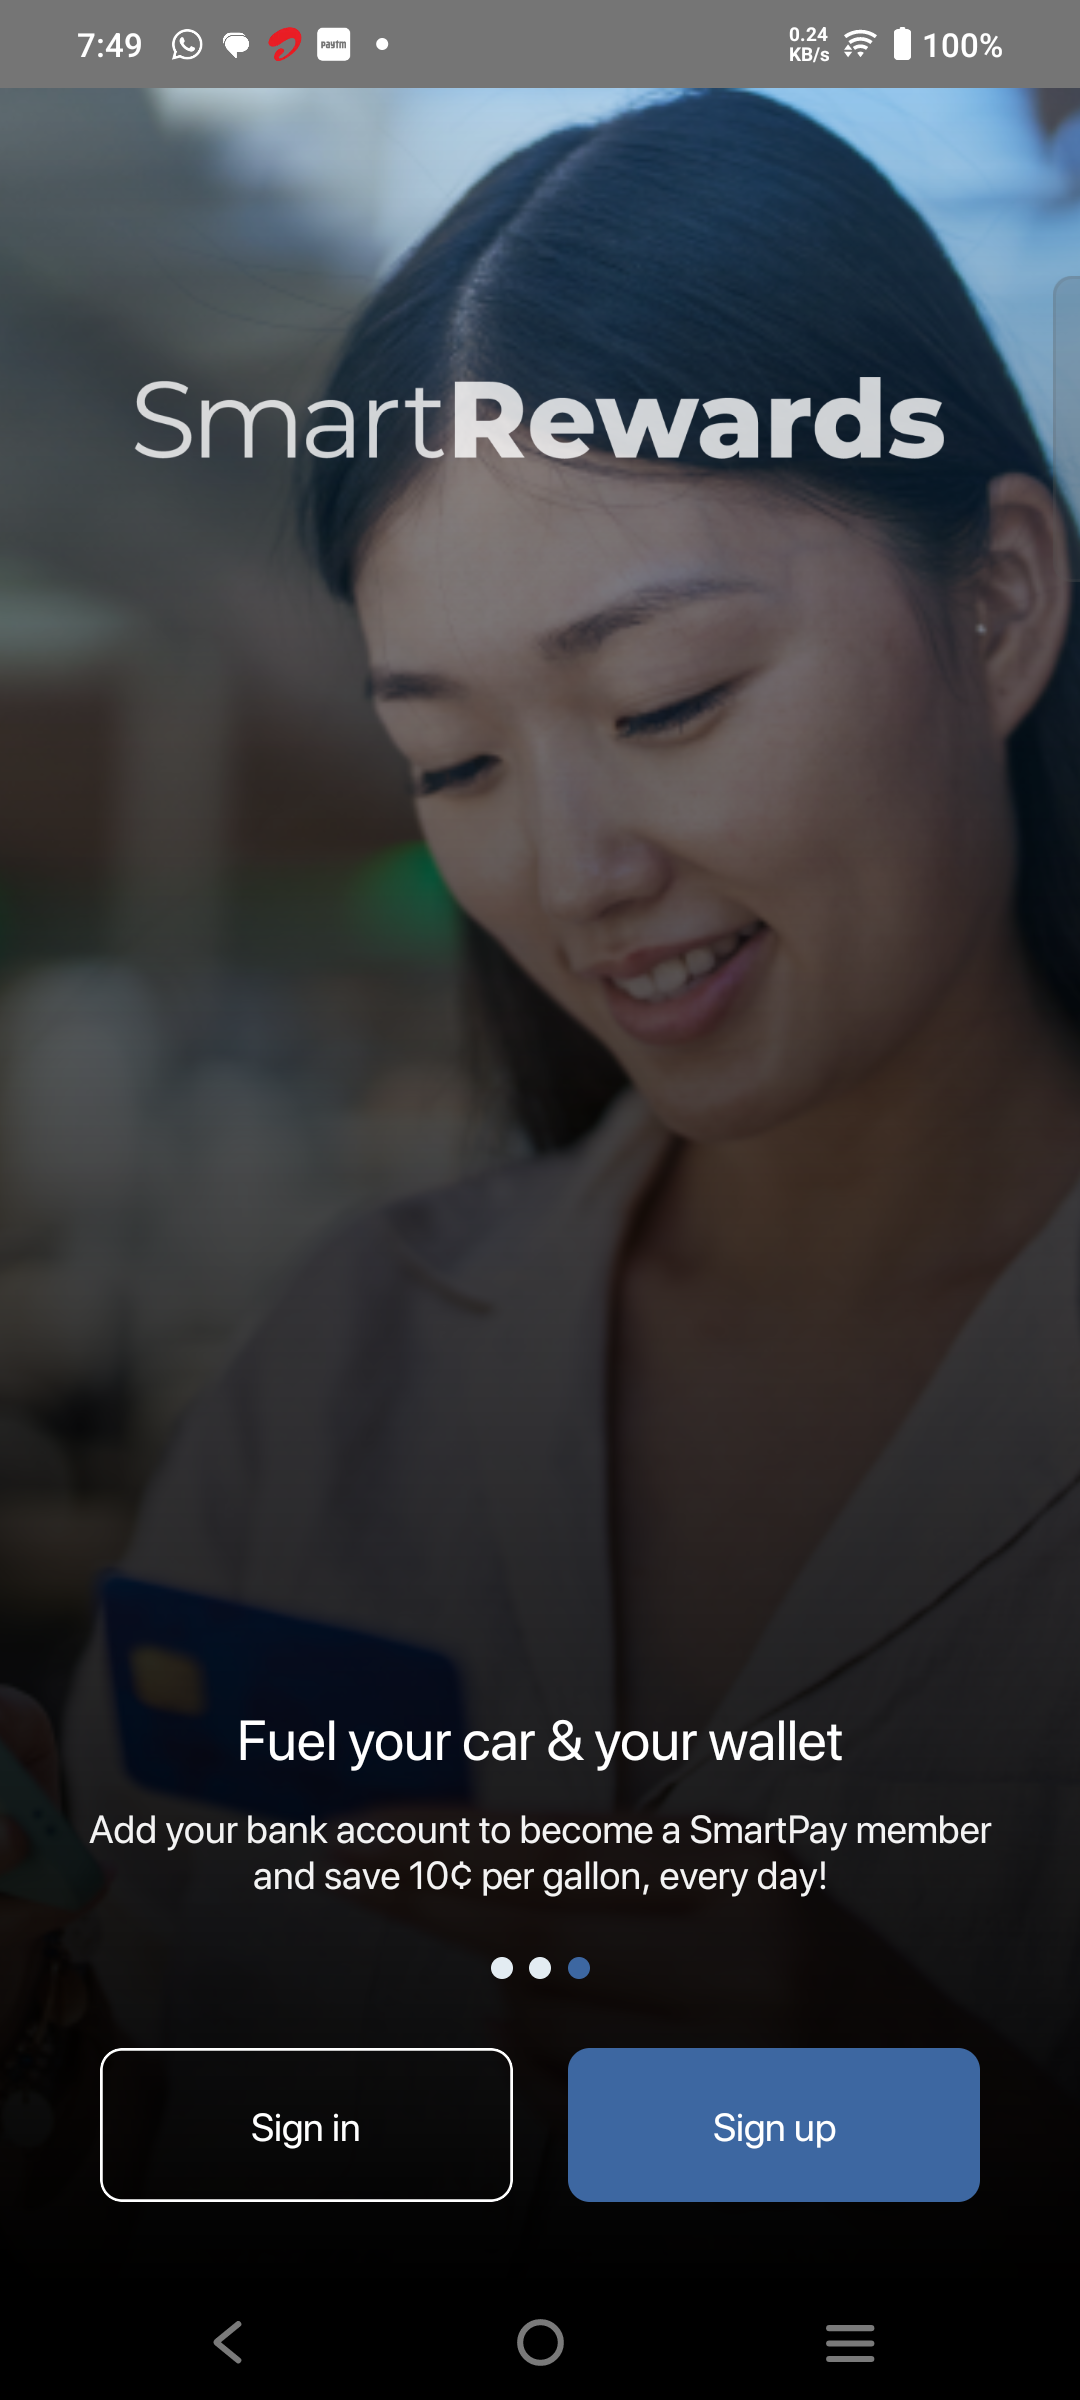 7:49
Paytm
0.24
KB/s
100%
SmartRewards
Fuel your car & your wallet
Add your bank account to become a SmartPay member
and save 10¢ per gallon, every day!
Sign in
Sign up